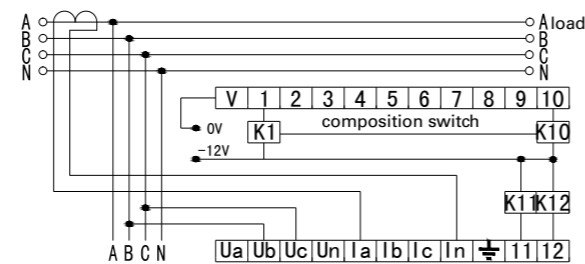 A A load
B B
C C
N N
V 1 2 3 4 5 6 7 8 9 10
0V K1 composition switch K10
-12V
K11 K12
A B C N Ua Ub Uc Un Ia Ib Ic In ⏚ 11 12